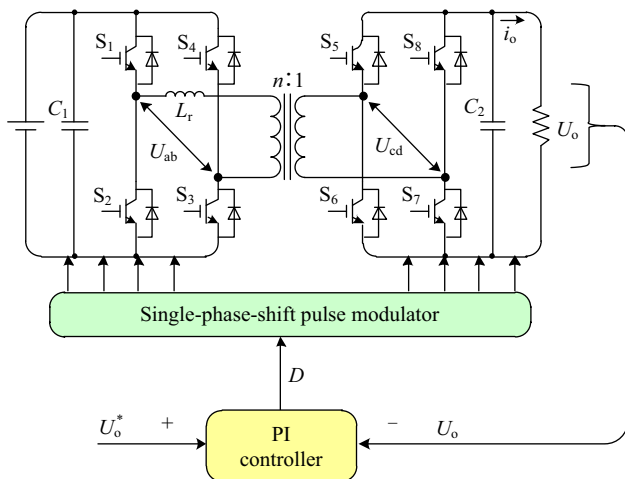 S1 S4 n:1 S5 S8 io
C1 Lr C2 Uo
Uab Ucd
S2 S3 S6 S7
Single-phase-shift pulse modulator
D
Uo* + PI controller − Uo